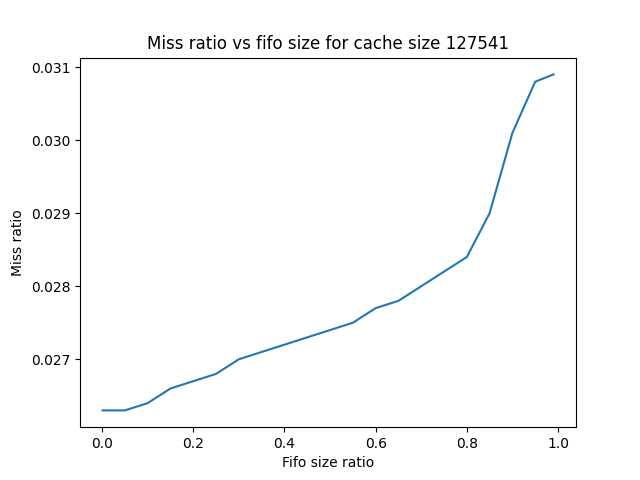 Miss ratio vs fifo size for cache size 127541
0.031
0.030
0.029
0.028
0.027
Miss ratio
0.0 0.2 0.4 0.6 0.8 1.0
Fifo size ratio